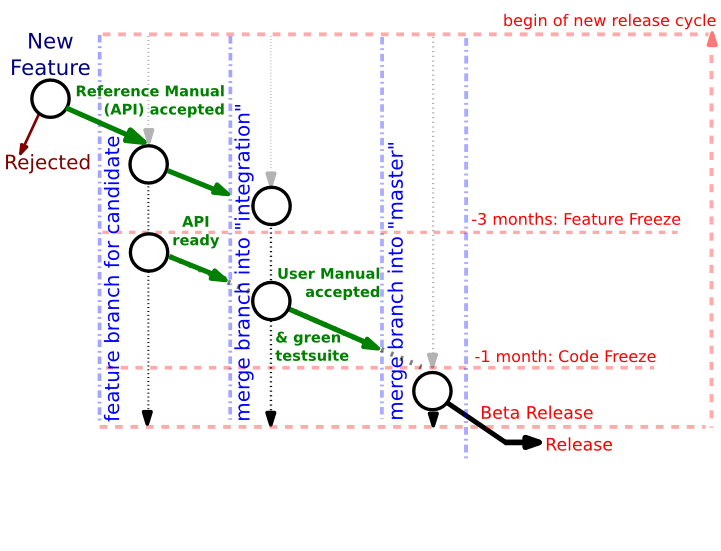 begin of new release cycle
New
Feature
Reference Manual
(API) accepted
Rejected
feature branch for candidate
merge branch into "integration"
merge branch into "master"
-3 months: Feature Freeze
API
ready
User Manual
accepted
& green
testsuite
-1 month: Code Freeze
Beta Release
Release